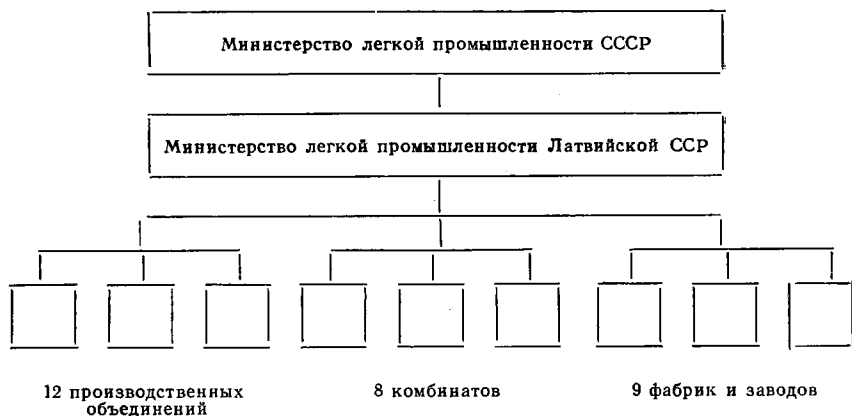 Министерство легкой промышленности СССР
Министерство легкой промышленности Латвийской ССР
12 производственных
объединений
8 комбинатов
9 фабрик и заводов